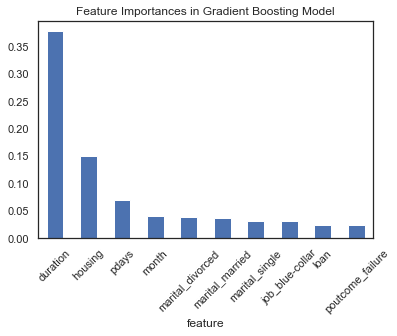 Feature Importances in Gradient Boosting Model
0.35
0.30
0.25
0.20
0.15
0.10
0.05
0.00
duration
housing
pdays
month
marital_divorced
marital_married
marital_single
job_blue-collar
loan
poutcome_failure
feature